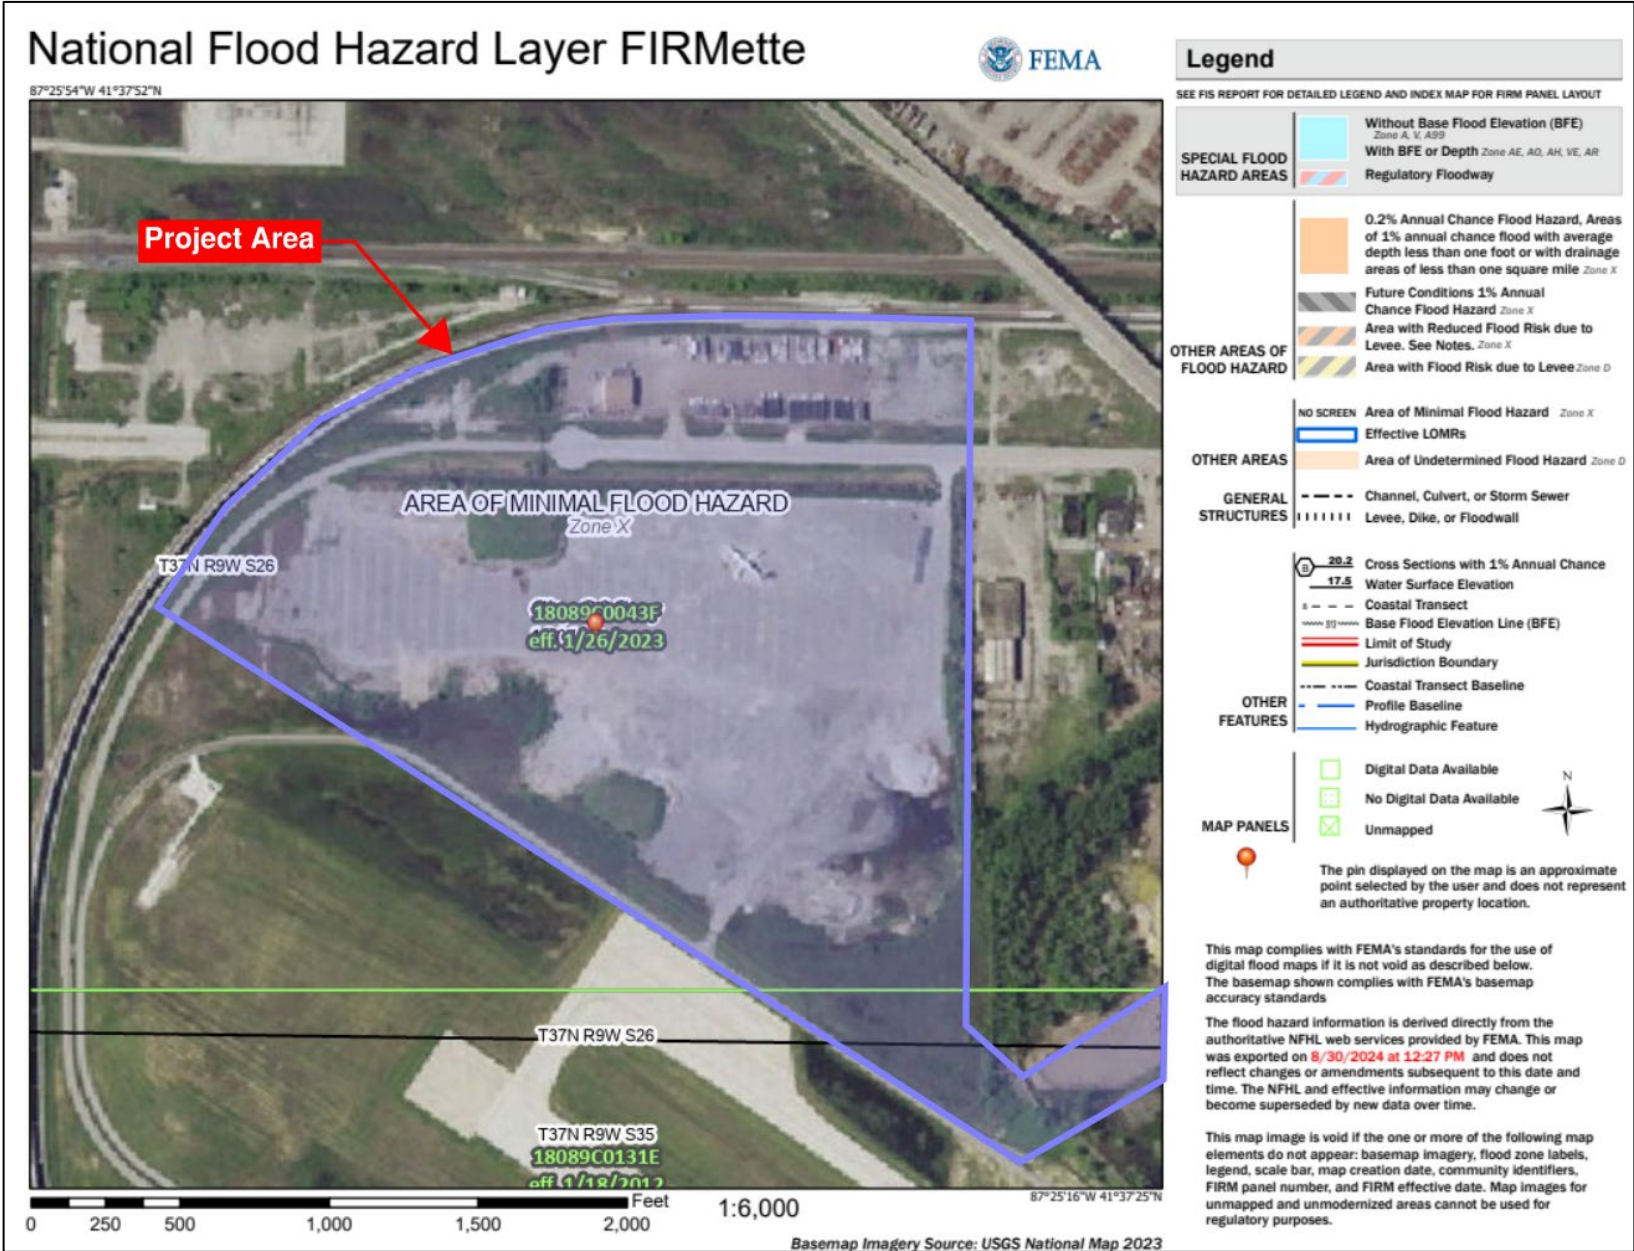 National Flood Hazard Layer FIRMette
FEMA
87°25'54"W 41°37'52"N
Project Area
AREA OF MINIMAL FLOOD HAZARD
Zone X
T37N R9W S26
18089C0043F
eff. 1/26/2023
T37N R9W S26
T37N R9W S35
18089C0131E
eff. 1/18/2012
87°25'16"W 41°37'25"N
Feet
0 250 500 1,000 1,500 2,000
1:6,000
Basemap Imagery Source: USGS National Map 2023
Legend
SEE FIS REPORT FOR DETAILED LEGEND AND INDEX MAP FOR FIRM PANEL LAYOUT
SPECIAL FLOOD
HAZARD AREAS
Without Base Flood Elevation (BFE)
Zone A, V, A99
With BFE or Depth Zone AE, AO, AH, VE, AR
Regulatory Floodway
OTHER AREAS OF
FLOOD HAZARD
0.2% Annual Chance Flood Hazard, Areas
of 1% annual chance flood with average
depth less than one foot or with drainage
areas of less than one square mile Zone X
Future Conditions 1% Annual
Chance Flood Hazard Zone X
Area with Reduced Flood Risk due to
Levee. See Notes. Zone X
Area with Flood Risk due to Levee Zone D
OTHER AREAS
NO SCREEN Area of Minimal Flood Hazard Zone X
Effective LOMRs
Area of Undetermined Flood Hazard Zone D
GENERAL
STRUCTURES
Channel, Culvert, or Storm Sewer
Levee, Dike, or Floodwall
OTHER
FEATURES
B 20.2 Cross Sections with 1% Annual Chance
17.5 Water Surface Elevation
8 Coastal Transect
513 Base Flood Elevation Line (BFE)
Limit of Study
Jurisdiction Boundary
Coastal Transect Baseline
Profile Baseline
Hydrographic Feature
MAP PANELS
Digital Data Available
No Digital Data Available
Unmapped
N
The pin displayed on the map is an approximate
point selected by the user and does not represent
an authoritative property location.
This map complies with FEMA's standards for the use of
digital flood maps if it is not void as described below.
The basemap shown complies with FEMA's basemap
accuracy standards
The flood hazard information is derived directly from the
authoritative NFHL web services provided by FEMA. This map
was exported on 8/30/2024 at 12:27 PM and does not
reflect changes or amendments subsequent to this date and
time. The NFHL and effective information may change or
become superseded by new data over time.
This map image is void if the one or more of the following map
elements do not appear: basemap imagery, flood zone labels,
legend, scale bar, map creation date, community identifiers,
FIRM panel number, and FIRM effective date. Map images for
unmapped and unmodernized areas cannot be used for
regulatory purposes.